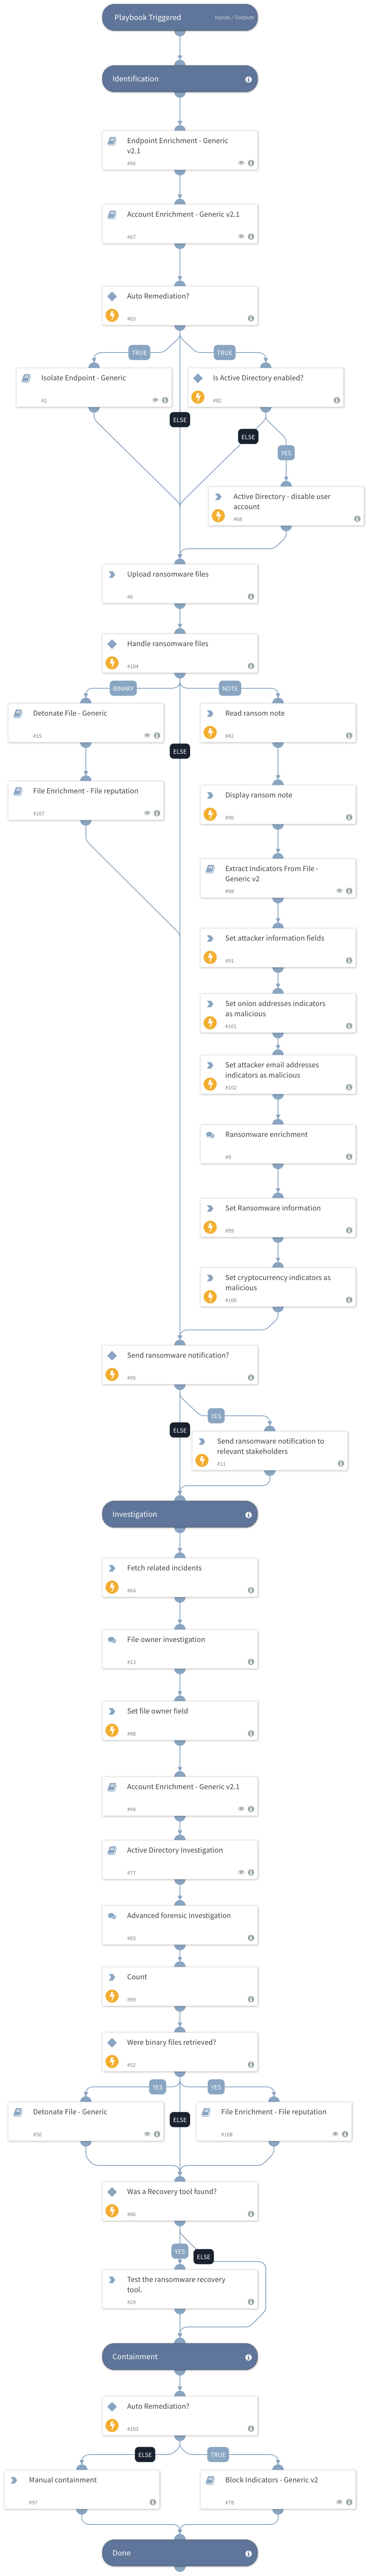 Playbook Triggered
Inputs / Outputs
Identification
Endpoint Enrichment - Generic
v2.1
#66
Account Enrichment - Generic v2.1
#67
Auto Remediation?
#65
TRUE
TRUE
Isolate Endpoint - Generic
#1
Is Active Directory enabled?
#82
ELSE
ELSE
YES
Active Directory - disable user
account
#68
Upload ransomware files
#6
Handle ransomware files
#104
BINARY
NOTE
Detonate File - Generic
#15
Read ransom note
#42
ELSE
File Enrichment - File reputation
#107
Display ransom note
#90
Extract Indicators From File -
Generic v2
#98
Set attacker information fields
#91
Set onion addresses indicators
as malicious
#101
Set attacker email addresses
indicators as malicious
#102
Ransomware enrichment
#9
Set Ransomware information
#99
Set cryptocurrency indicators as
malicious
#100
Send ransomware notification?
#95
YES
ELSE
Send ransomware notification to
relevant stakeholders
#11
Investigation
Fetch related incidents
#64
File owner investigation
#13
Set file owner field
#88
Account Enrichment - Generic v2.1
#94
Active Directory Investigation
#77
Advanced forensic investigation
#83
Count
#89
Were binary files retrieved?
#52
YES
YES
Detonate File - Generic
#50
ELSE
File Enrichment - File reputation
#108
Was a Recovery tool found?
#86
YES
ELSE
Test the ransomware recovery
tool.
#29
Containment
Auto Remediation?
#103
ELSE
TRUE
Manual containment
#97
Block Indicators - Generic v2
#78
Done